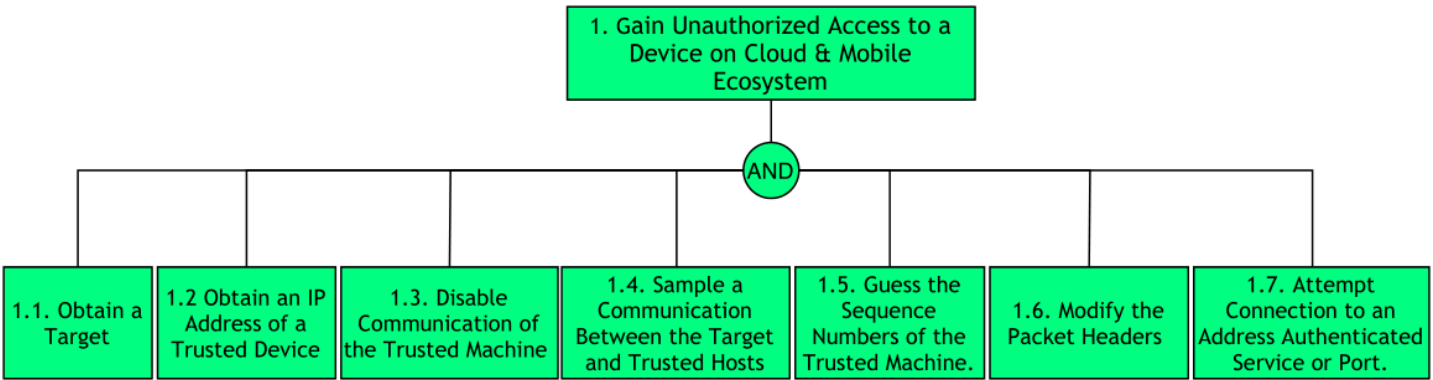 1. Gain Unauthorized Access to a
Device on Cloud & Mobile
Ecosystem
AND
1.1. Obtain a
Target
1.2 Obtain an IP
Address of a
Trusted Device
1.3. Disable
Communication of
the Trusted Machine
1.4. Sample a
Communication
Between the Target
and Trusted Hosts
1.5. Guess the
Sequence
Numbers of the
Trusted Machine.
1.6. Modify the
Packet Headers
1.7. Attempt
Connection to an
Address Authenticated
Service or Port.